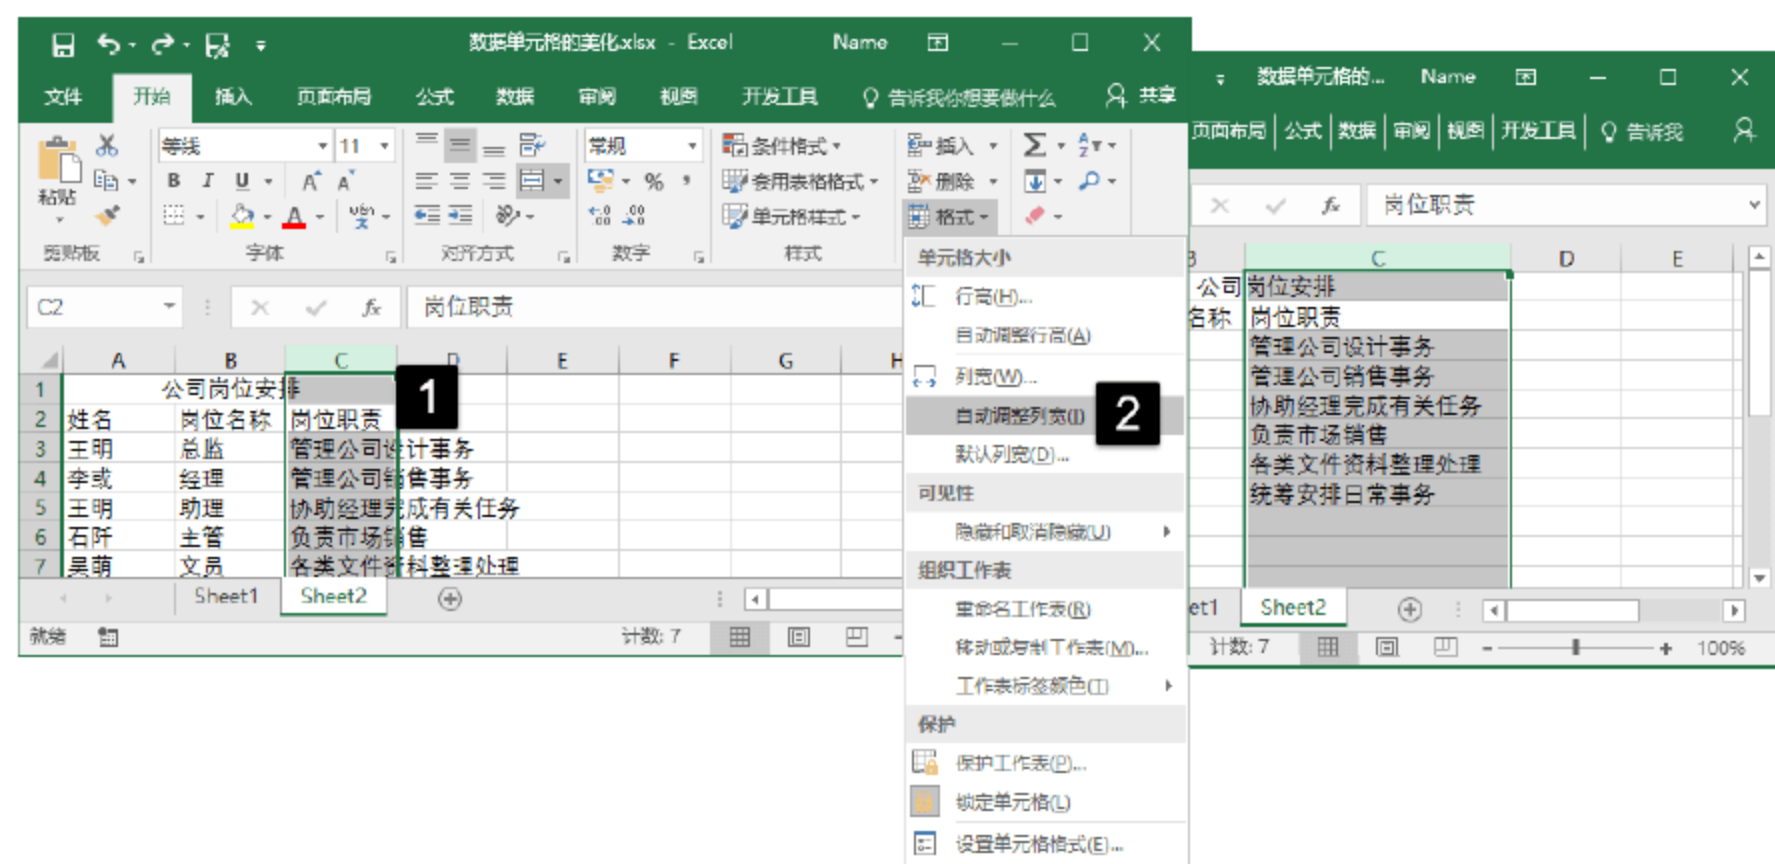 数据单元格的美化.xlsx - Excel
Name
文件 开始 插入 页面布局 公式 数据 审阅 视图 开发工具 告诉我你想要做什么 共享
等线 11 常规 条件格式 插入 Σ
粘贴 B I U A A % 套用表格格式 删除
A wén 文 单元格样式 格式
剪贴板 字体 对齐方式 数字 样式
C2 fx 岗位职责
A B C D E F G H
1 公司岗位安排
2 姓名 岗位名称 岗位职责
3 王明 总监 管理公司设计事务
4 李或 经理 管理公司销售事务
5 王明 助理 协助经理完成有关任务
6 石阡 主管 负责市场销售
7 吴萌 文员 各类文件资料整理处理
Sheet1 Sheet2
就绪 计数: 7
1
单元格大小
行高(H)...
自动调整行高(A)
列宽(W)...
自动调整列宽(I)
2
默认列宽(D)...
可见性
隐藏和取消隐藏(U)
组织工作表
重命名工作表(R)
移动或复制工作表(M)...
工作表标签颜色(T)
保护
保护工作表(P)...
锁定单元格(L)
设置单元格格式(E)...
数据单元格的... Name
页面布局 公式 数据 审阅 视图 开发工具 告诉我
fx 岗位职责
B C D E
公司岗位安排
名称 岗位职责
管理公司设计事务
管理公司销售事务
协助经理完成有关任务
负责市场销售
各类文件资料整理处理
统筹安排日常事务
et1 Sheet2
计数: 7 - + 100%